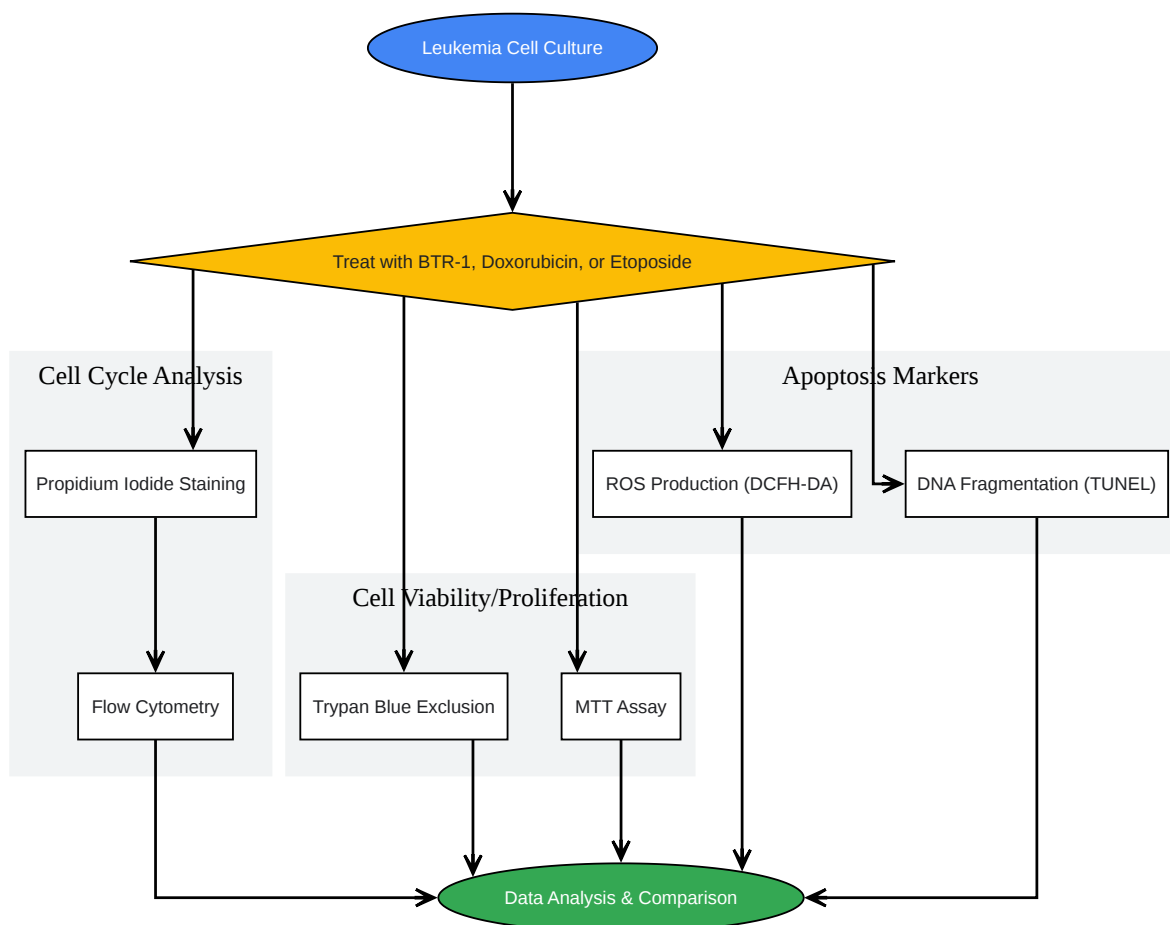 Leukemia Cell Culture
Treat with BTR-1, Doxorubicin, or Etoposide
Cell Cycle Analysis
Apoptosis Markers
Propidium Iodide Staining
ROS Production (DCFH-DA)
DNA Fragmentation (TUNEL)
Cell Viability/Proliferation
Flow Cytometry
Trypan Blue Exclusion
MTT Assay
Data Analysis & Comparison